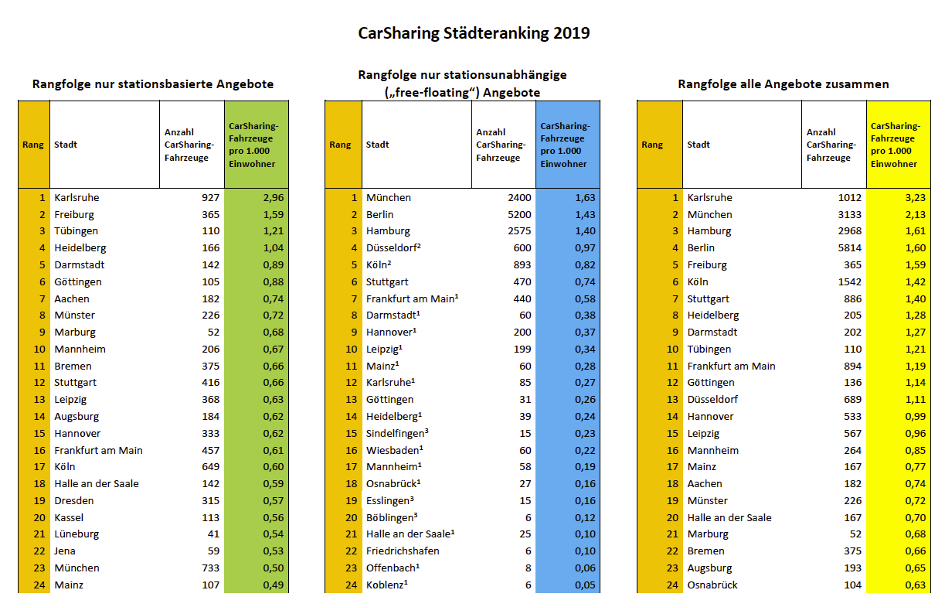 CarSharing Städteranking 2019
Rangfolge nur stationsbasierte Angebote
Rang Stadt Anzahl CarSharing-Fahrzeuge CarSharing-Fahrzeuge pro 1.000 Einwohner
1 Karlsruhe 927 2,96
2 Freiburg 365 1,59
3 Tübingen 110 1,21
4 Heidelberg 166 1,04
5 Darmstadt 142 0,89
6 Göttingen 105 0,88
7 Aachen 182 0,74
8 Münster 226 0,72
9 Marburg 52 0,68
10 Mannheim 206 0,67
11 Bremen 375 0,66
12 Stuttgart 416 0,66
13 Leipzig 368 0,63
14 Augsburg 184 0,62
15 Hannover 333 0,62
16 Frankfurt am Main 457 0,61
17 Köln 649 0,60
18 Halle an der Saale 142 0,59
19 Dresden 315 0,57
20 Kassel 113 0,56
21 Lüneburg 41 0,54
22 Jena 59 0,53
23 München 733 0,50
24 Mainz 107 0,49
Rangfolge nur stationsunabhängige
(„free-floating“) Angebote
Rang Stadt Anzahl CarSharing-Fahrzeuge CarSharing-Fahrzeuge pro 1.000 Einwohner
1 München 2400 1,63
2 Berlin 5200 1,43
3 Hamburg 2575 1,40
4 Düsseldorf² 600 0,97
5 Köln² 893 0,82
6 Stuttgart 470 0,74
7 Frankfurt am Main¹ 440 0,58
8 Darmstadt¹ 60 0,38
9 Hannover¹ 200 0,37
10 Leipzig¹ 199 0,34
11 Mainz¹ 60 0,28
12 Karlsruhe¹ 85 0,27
13 Göttingen 31 0,26
14 Heidelberg¹ 39 0,24
15 Sindelfingen³ 15 0,23
16 Wiesbaden¹ 60 0,22
17 Mannheim¹ 58 0,19
18 Osnabrück¹ 27 0,16
19 Esslingen³ 15 0,16
20 Böblingen³ 6 0,12
21 Halle an der Saale¹ 25 0,10
22 Friedrichshafen 6 0,10
23 Offenbach¹ 8 0,06
24 Koblenz¹ 6 0,05
Rangfolge alle Angebote zusammen
Rang Stadt Anzahl CarSharing-Fahrzeuge CarSharing-Fahrzeuge pro 1.000 Einwohner
1 Karlsruhe 1012 3,23
2 München 3133 2,13
3 Hamburg 2968 1,61
4 Berlin 5814 1,60
5 Freiburg 365 1,59
6 Köln 1542 1,42
7 Stuttgart 886 1,40
8 Heidelberg 205 1,28
9 Darmstadt 202 1,27
10 Tübingen 110 1,21
11 Frankfurt am Main 894 1,19
12 Göttingen 136 1,14
13 Düsseldorf 689 1,11
14 Hannover 533 0,99
15 Leipzig 567 0,96
16 Mannheim 264 0,85
17 Mainz 167 0,77
18 Aachen 182 0,74
19 Münster 226 0,72
20 Halle an der Saale 167 0,70
21 Marburg 52 0,68
22 Bremen 375 0,66
23 Augsburg 193 0,65
24 Osnabrück 104 0,63